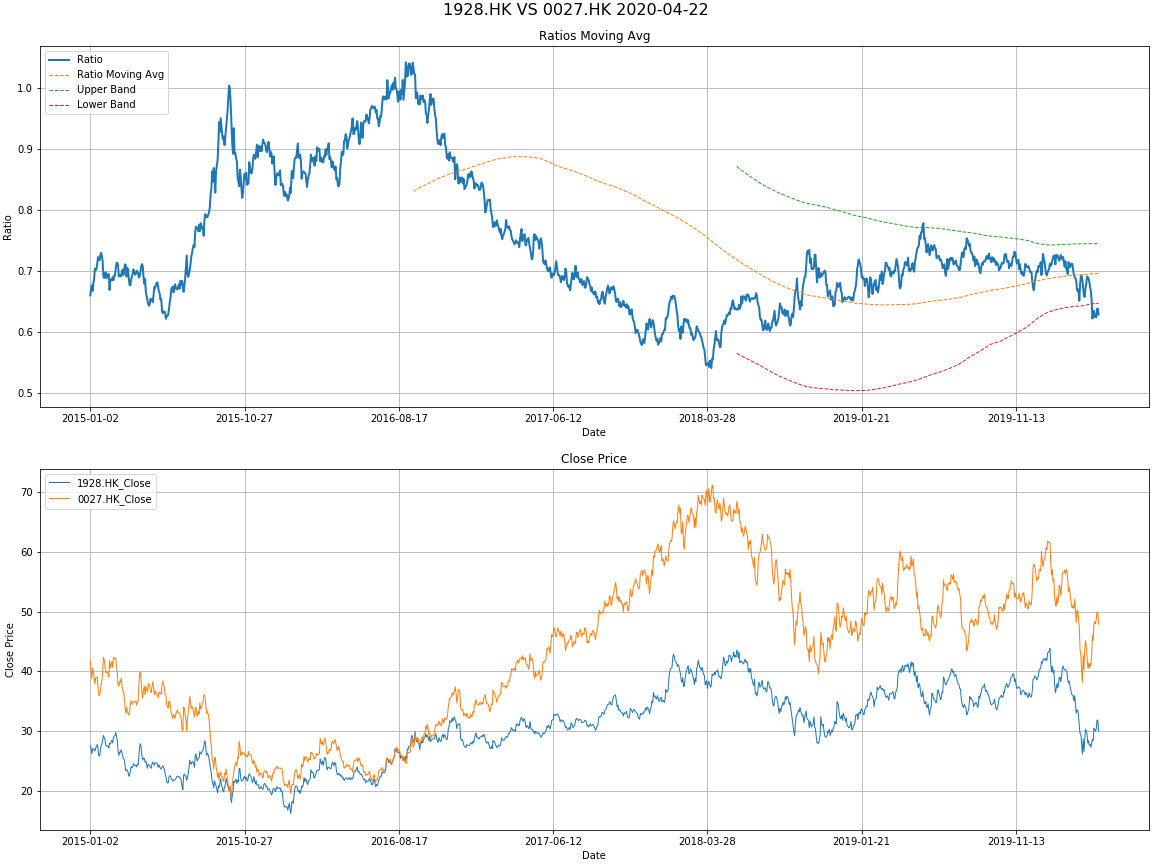 1928.HK VS 0027.HK 2020-04-22
Ratios Moving Avg
Ratio
Ratio Moving Avg
Upper Band
Lower Band
1.0
0.9
0.8
0.7
0.6
0.5
Ratio
2015-01-02 2015-10-27 2016-08-17 2017-06-12 2018-03-28 2019-01-21 2019-11-13
Date
Close Price
1928.HK_Close
0027.HK_Close
70
60
50
40
30
20
Close Price
2015-01-02 2015-10-27 2016-08-17 2017-06-12 2018-03-28 2019-01-21 2019-11-13
Date